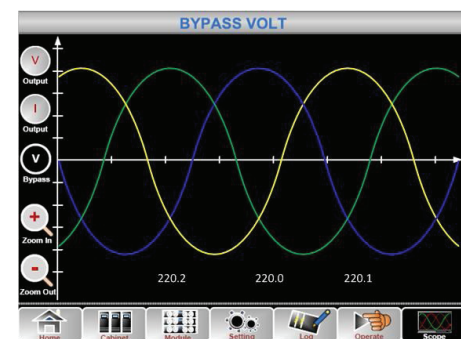 BYPASS VOLT
V
Output
I
Output
V
Bypass
+
Zoom In
-
Zoom Out
220.2 220.0 220.1
Home Cabinet Module Setting Log Operate Scope